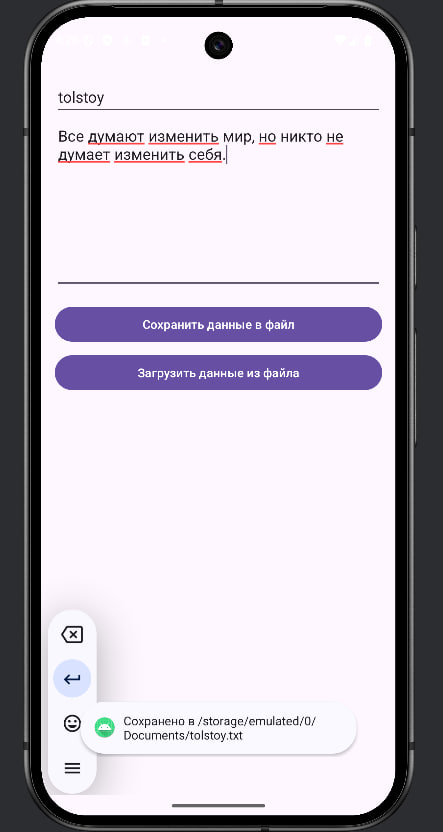 tolstoy
Все думают изменить мир, но никто не
думает изменить себя.
Сохранить данные в файл
Загрузить данные из файла
Сохранено в /storage/emulated/0/
Documents/tolstoy.txt